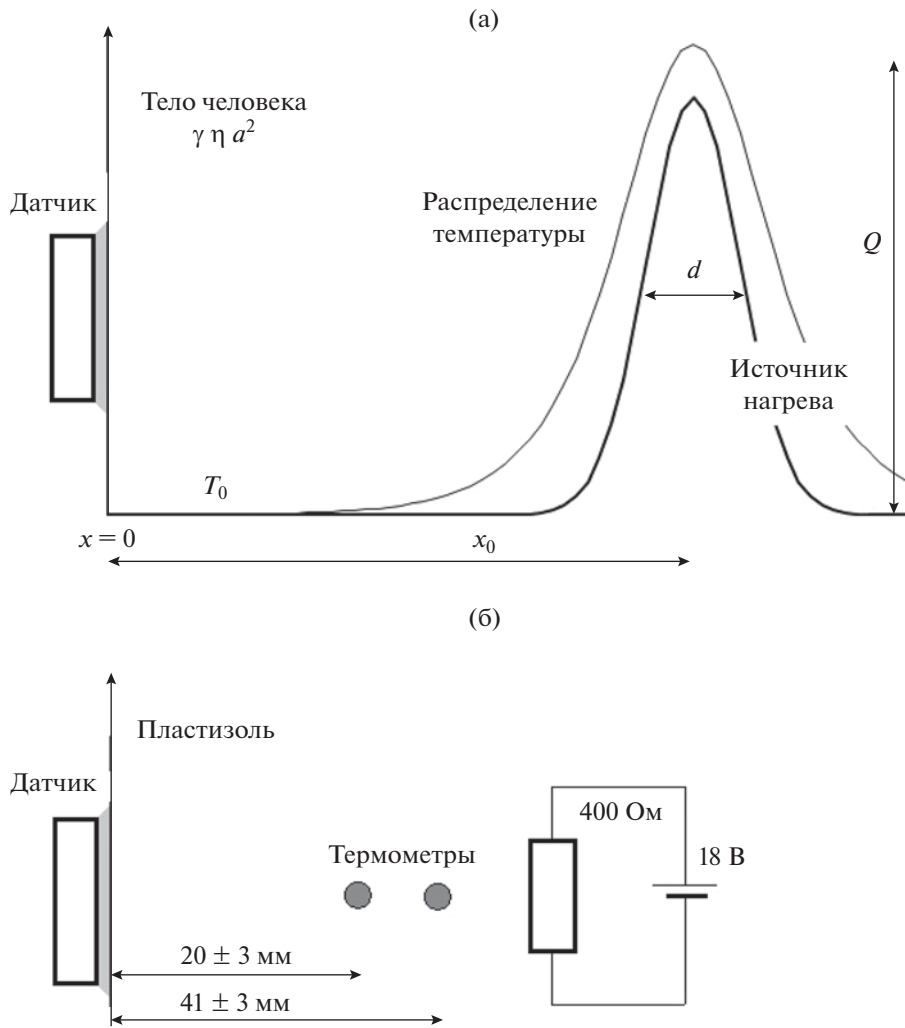 (а)
Тело человека
γ η a²
Датчик
Распределение
температуры
Q
d
Источник
нагрева
T₀
x = 0
x₀
(б)
Пластизоль
Датчик
400 Ом
Термометры
18 В
20 ± 3 мм
41 ± 3 мм